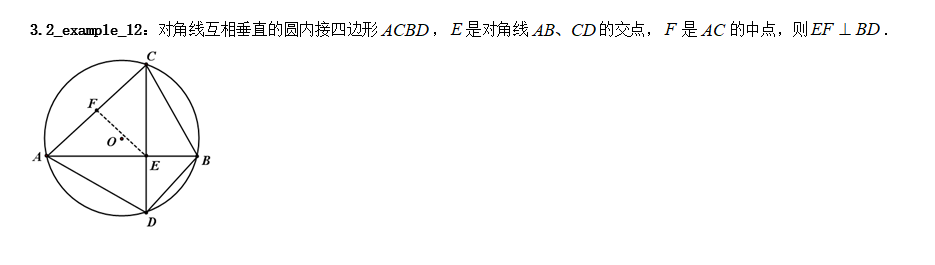 3.2_example_12：对角线互相垂直的圆内接四边形 ACBD，E 是对角线 AB、CD 的交点，F 是 AC 的中点，则 EF ⊥ BD．
C
F
O
A
E
B
D